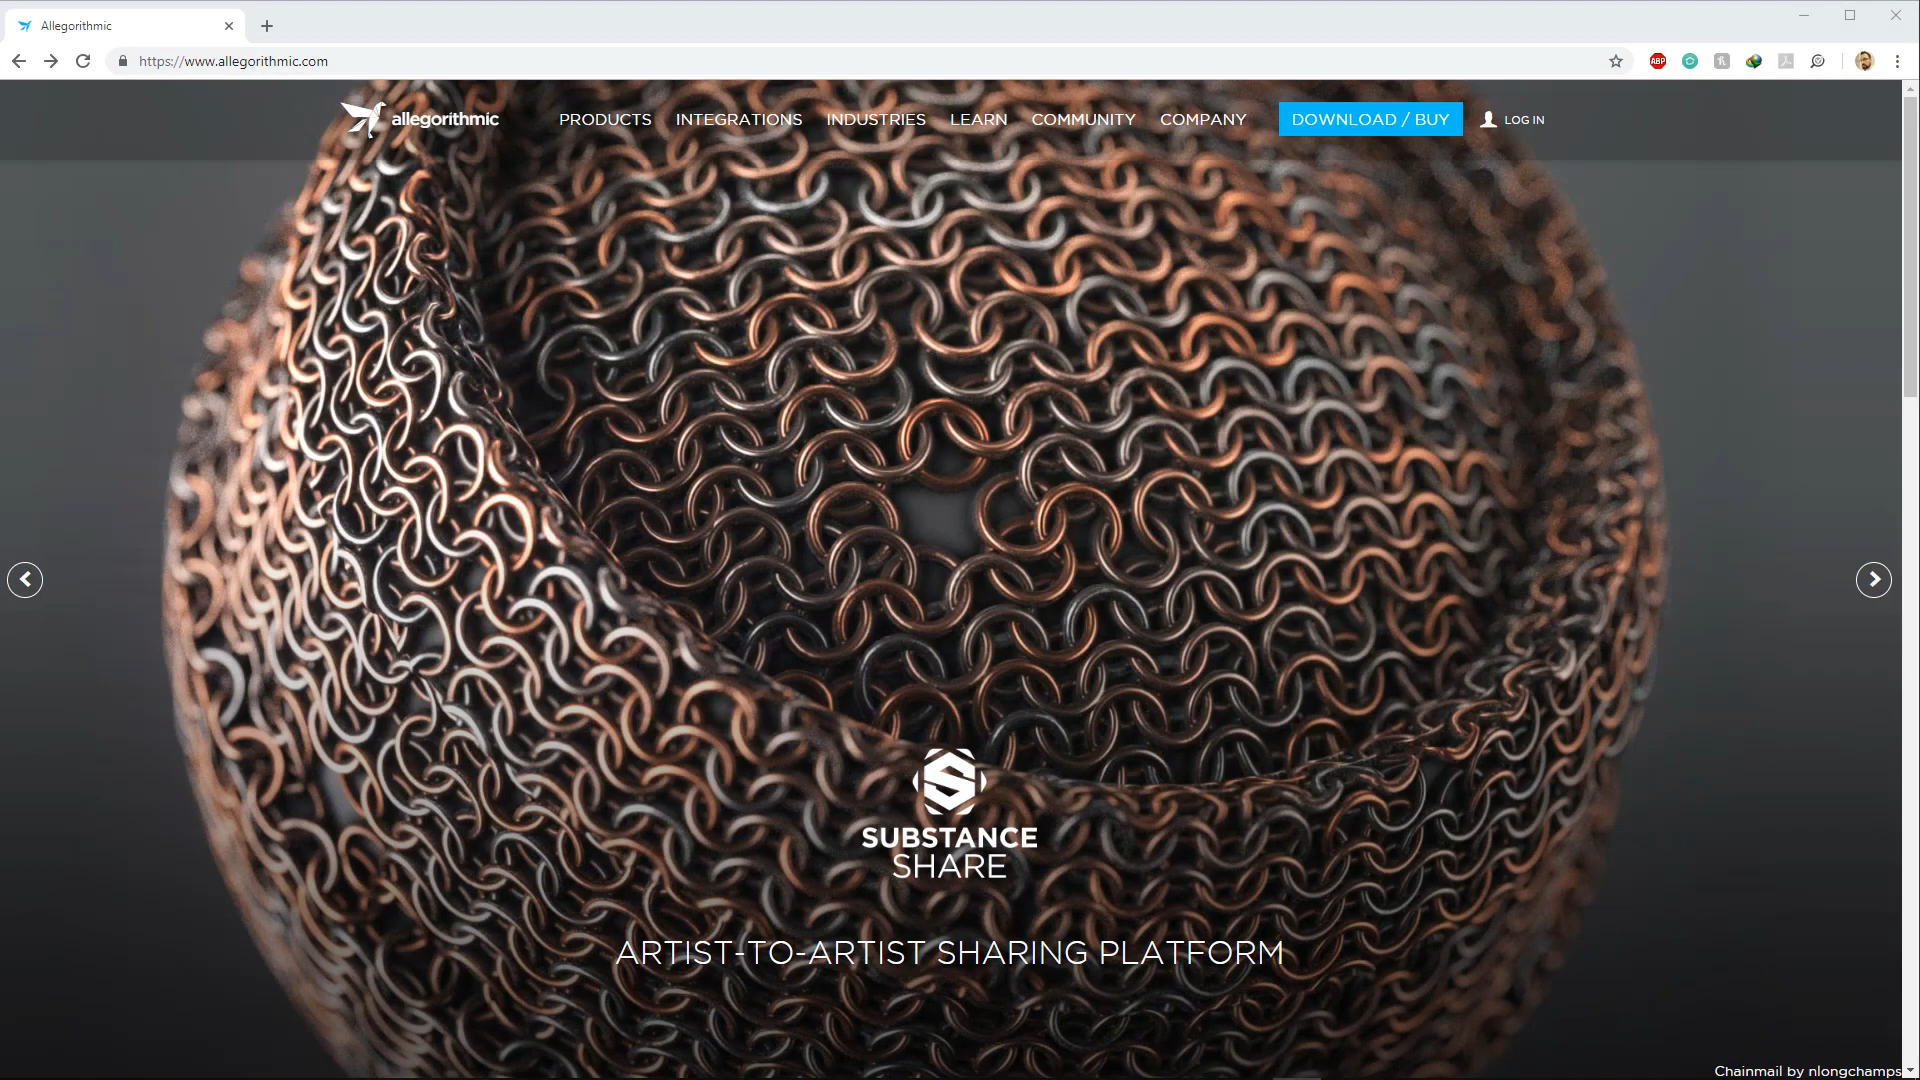 Allegorithmic
https://www.allegorithmic.com
ABP
allegorithmic
PRODUCTS
INTEGRATIONS
INDUSTRIES
LEARN
COMMUNITY
COMPANY
DOWNLOAD / BUY
LOG IN
SUBSTANCE
SHARE
ARTIST-TO-ARTIST SHARING PLATFORM
Chainmail by nlongchamps